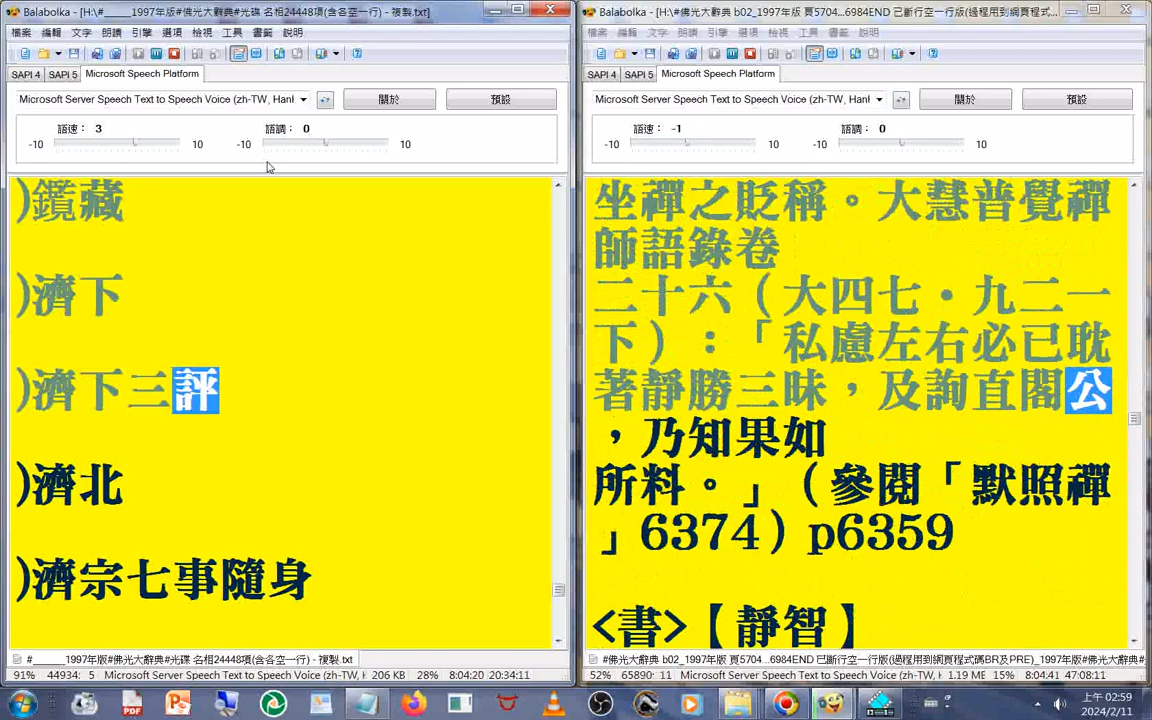 Balabolka - [H:\#_____1997年版#佛光大辭典#光碟 名相24448項(含各空一行) - 複製.txt]
檔案 編輯 文字 朗讀 引擎 選項 檢視 工具 書籤 說明
SAPI 4 SAPI 5 Microsoft Speech Platform
Microsoft Server Speech Text to Speech Voice (zh-TW, Hanl 關於 預設
語速： 3 語調： 0
-10 10 -10 10
)鑬藏
)濟下
)濟下三評
)濟北
)濟宗七事隨身
#_____1997年版#佛光大辭典#光碟 名相24448項(含各空一行) - 複製.txt
91% 44934: 5 Microsoft Server Speech Text to Speech Voice (zh-TW, H 206 KB 28% 8:04:20 20:34:11
Balabolka - [H:\#佛光大辭典 b02_1997年版 頁5704...6984END 已斷行空一行版(過程用到網頁程式...
檔案 編輯 文字 朗讀 引擎 選項 檢視 工具 書籤 說明
SAPI 4 SAPI 5 Microsoft Speech Platform
Microsoft Server Speech Text to Speech Voice (zh-TW, Hanl 關於 預設
語速： -1 語調： 0
-10 10 -10 10
坐禪之貶稱。大慧普覺禪
師語錄卷
二十六（大四七・九二一
下）：「私慮左右必已耽
著靜勝三昧，及詢直閣公
，乃知果如
所料。」（參閱「默照禪
」6374）p6359
<書>【靜智】
#佛光大辭典 b02_1997年版 頁5704...6984END 已斷行空一行版(過程用到網頁程式碼BR及PRE)_1997年版#
52% 65890: 11 Microsoft Server Speech Text to Speech Voice (zh-TW, H 1.19 MB 15% 8:04:41 47:08:11
上午 02:59
2024/2/11